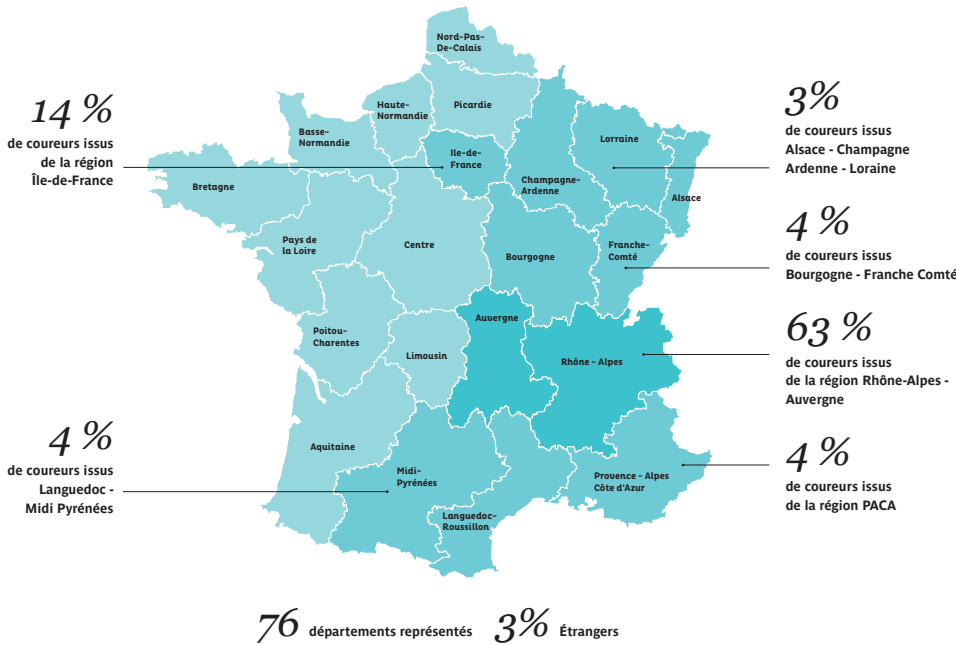 Nord-Pas-
De-Calais
Haute-
Normandie
Picardie
Basse-
Normandie
Ile-de-
France
Lorraine
Champagne-
Ardenne
Alsace
Bretagne
Pays de
la Loire
Centre
Bourgogne
Franche-
Comté
Poitou-
Charentes
Limousin
Auvergne
Rhône - Alpes
Aquitaine
Midi-
Pyrénées
Languedoc-
Roussillon
Provence - Alpes
Côte d'Azur
14 %
de coureurs issus
de la région
Île-de-France
4 %
de coureurs issus
Languedoc -
Midi Pyrénées
3%
de coureurs issus
Alsace - Champagne
Ardenne - Loraine
4 %
de coureurs issus
Bourgogne - Franche Comté
63 %
de coureurs issus
de la région Rhône-Alpes -
Auvergne
4 %
de coureurs issus
de la région PACA
76 départements représentés 3% Étrangers